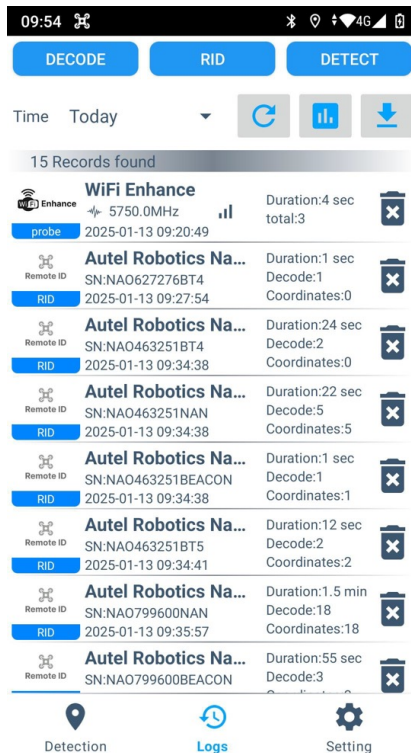 09:54 4G
DECODE RID DETECT
Time Today
15 Records found
WiFi Enhance WiFi Enhance Duration:4 sec
5750.0MHz total:3
probe 2025-01-13 09:20:49
Autel Robotics Na... Duration:1 sec
Remote ID SN:NAO627276BT4 Decode:1
RID 2025-01-13 09:27:54 Coordinates:0
Autel Robotics Na... Duration:24 sec
Remote ID SN:NAO463251BT4 Decode:2
RID 2025-01-13 09:34:38 Coordinates:0
Autel Robotics Na... Duration:22 sec
Remote ID SN:NAO463251NAN Decode:5
RID 2025-01-13 09:34:38 Coordinates:5
Autel Robotics Na... Duration:1 sec
Remote ID SN:NAO463251BEACON Decode:1
RID 2025-01-13 09:34:38 Coordinates:1
Autel Robotics Na... Duration:12 sec
Remote ID SN:NAO463251BT5 Decode:2
RID 2025-01-13 09:34:41 Coordinates:2
Autel Robotics Na... Duration:1.5 min
Remote ID SN:NAO799600NAN Decode:18
RID 2025-01-13 09:35:57 Coordinates:18
Autel Robotics Na... Duration:55 sec
Remote ID SN:NAO799600BEACON Decode:3
Detection Logs Setting